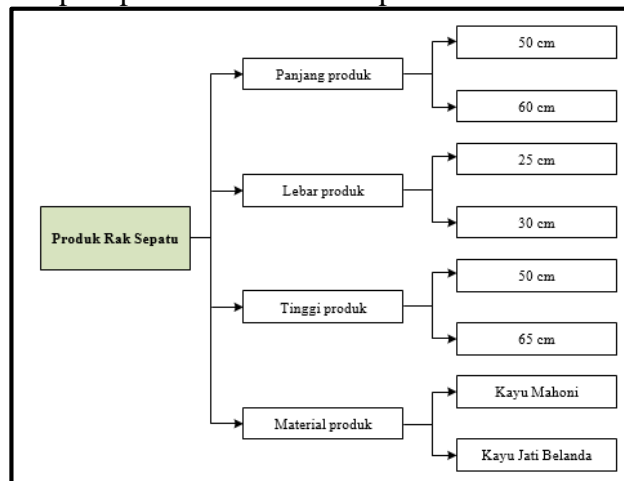 Produk Rak Sepatu
Panjang produk
50 cm
60 cm
Lebar produk
25 cm
30 cm
Tinggi produk
50 cm
65 cm
Material produk
Kayu Mahoni
Kayu Jati Belanda